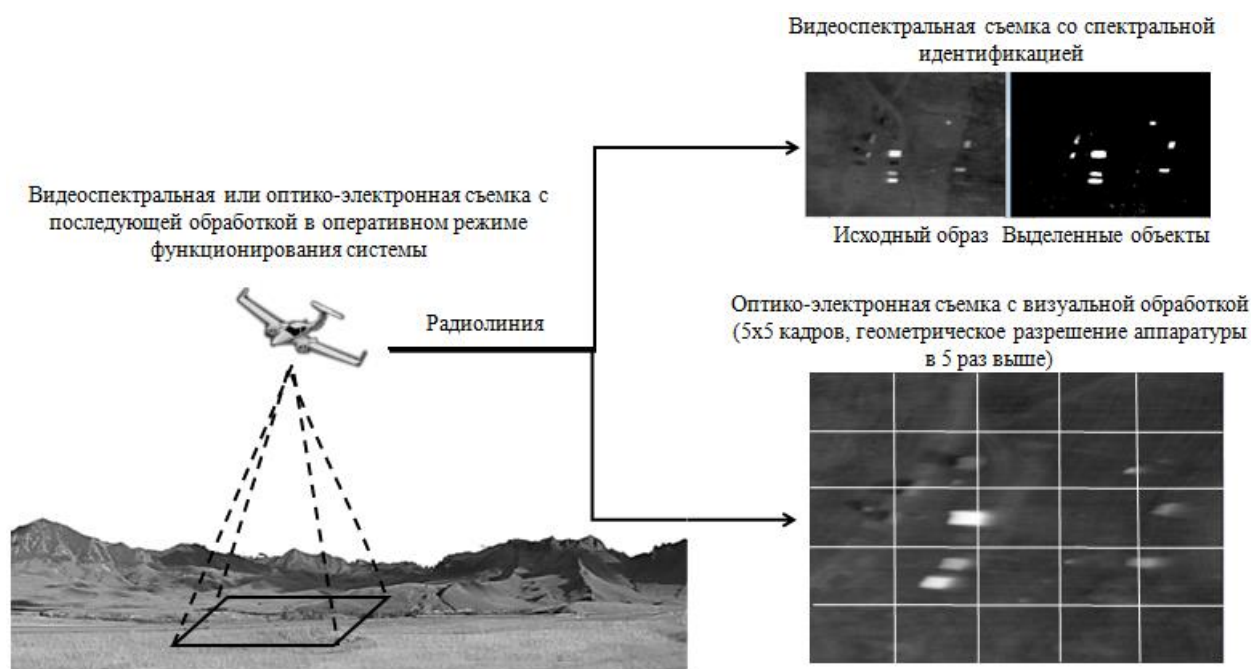 Видеоспектральная съемка со спектральной
идентификацией
Исходный образ Выделенные объекты
Видеоспектральная или оптико-электронная съемка с
последующей обработкой в оперативном режиме
функционирования системы
Радиолиния
Оптико-электронная съемка с визуальной обработкой
(5х5 кадров, геометрическое разрешение аппаратуры
в 5 раз выше)